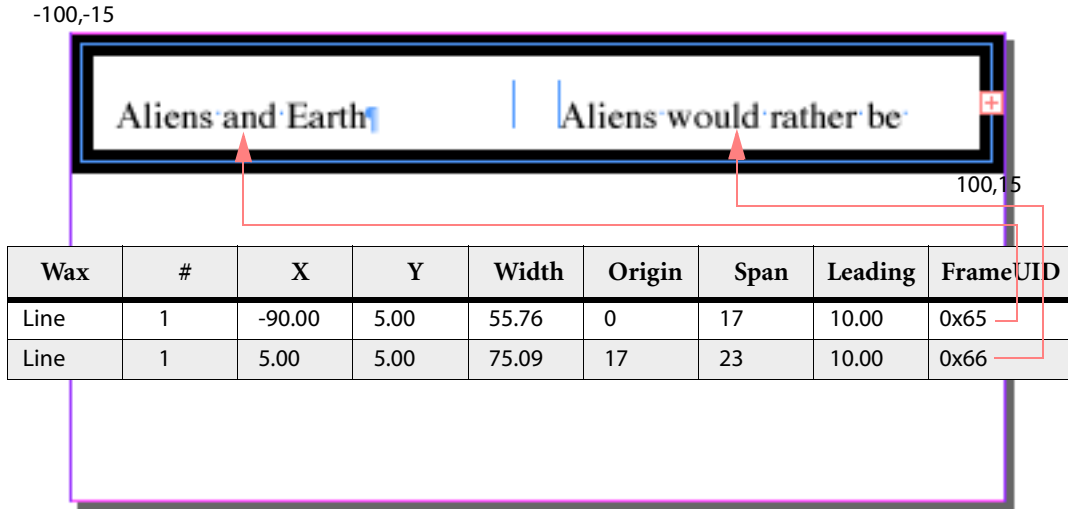 -100,-15
Aliens and Earth¶ Aliens would rather be
100,15
Wax # X Y Width Origin Span Leading FrameUID
Line 1 -90.00 5.00 55.76 0 17 10.00 0x65
Line 1 5.00 5.00 75.09 17 23 10.00 0x66